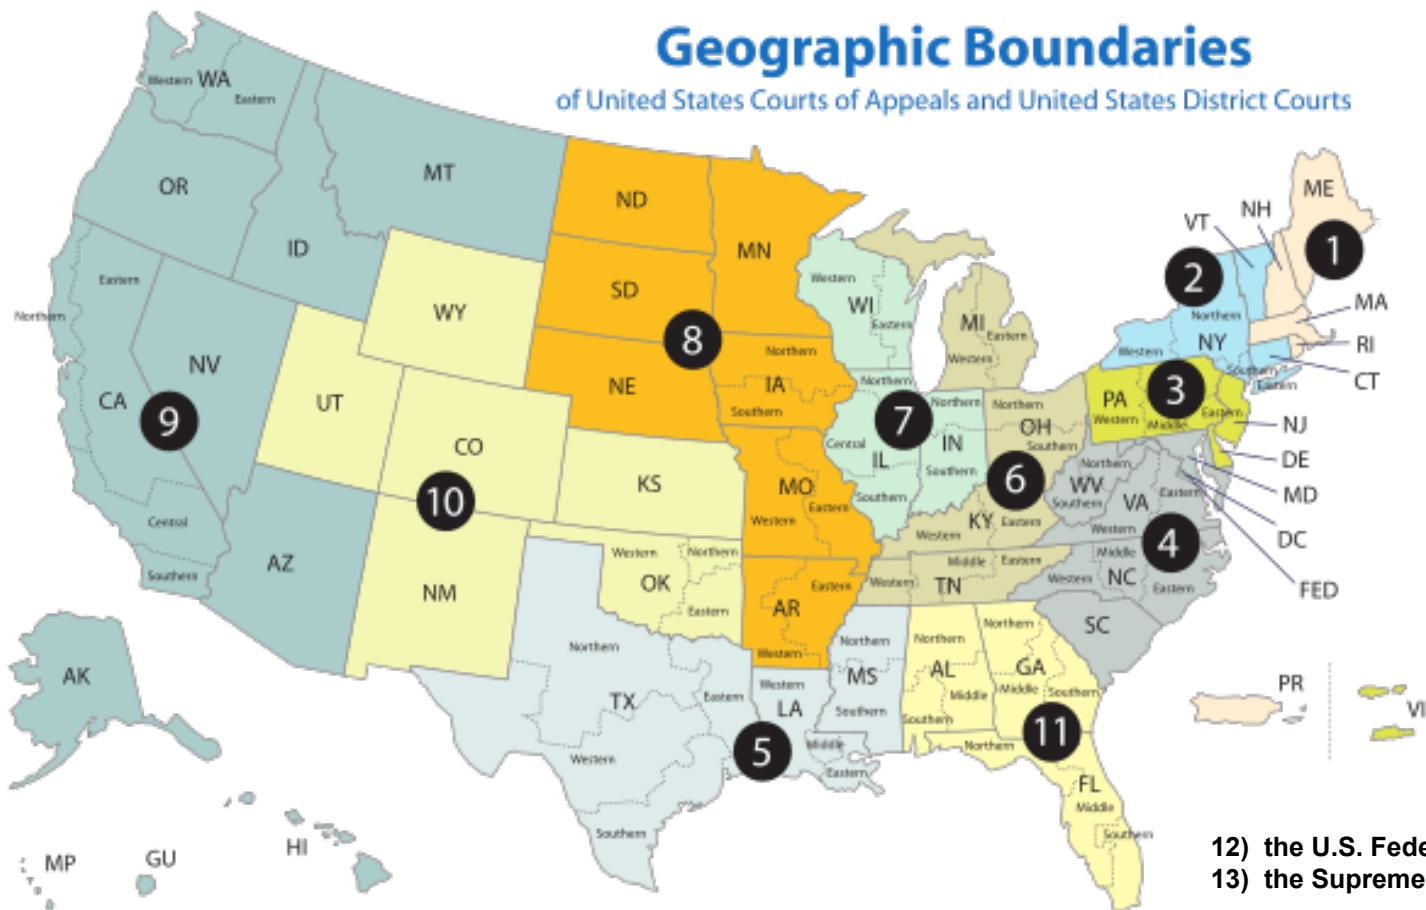 Geographic Boundaries
of United States Courts of Appeals and United States District Courts
Western WA
Eastern
MT
OR
ID
ND
MN
ME
NH
VT
1
2
Eastern
Northern
SD
WY
Western
WI
Eastern
MI
Eastern
Western
Northern
NY
Western
Southern
Eastern
MA
RI
CT
NV
CA
9
8
NE
Northern
IA
Southern
Northern
7
Central
IL
Southern
Northern
IN
Southern
Northern
OH
Southern
PA
3
Western
Middle
Eastern
NJ
DE
MD
DC
FED
UT
CO
10
KS
MO
Western
Eastern
6
KY
Western
Eastern
Northern
WV
Southern
VA
Eastern
Western
4
Central
Southern
AZ
NM
Western
Northern
OK
Eastern
Eastern
AR
Western
Western
Middle
Eastern
TN
Middle
Western
NC
Eastern
SC
AK
Northern
TX
Eastern
Western
Southern
Western
LA
5
Middle
Eastern
Northern
MS
Southern
Northern
AL
Middle
Southern
Northern
GA
Middle
Southern
11
Northern
FL
Middle
Southern
PR
VI
MP
GU
HI
12) the U.S. Fede
13) the Supreme